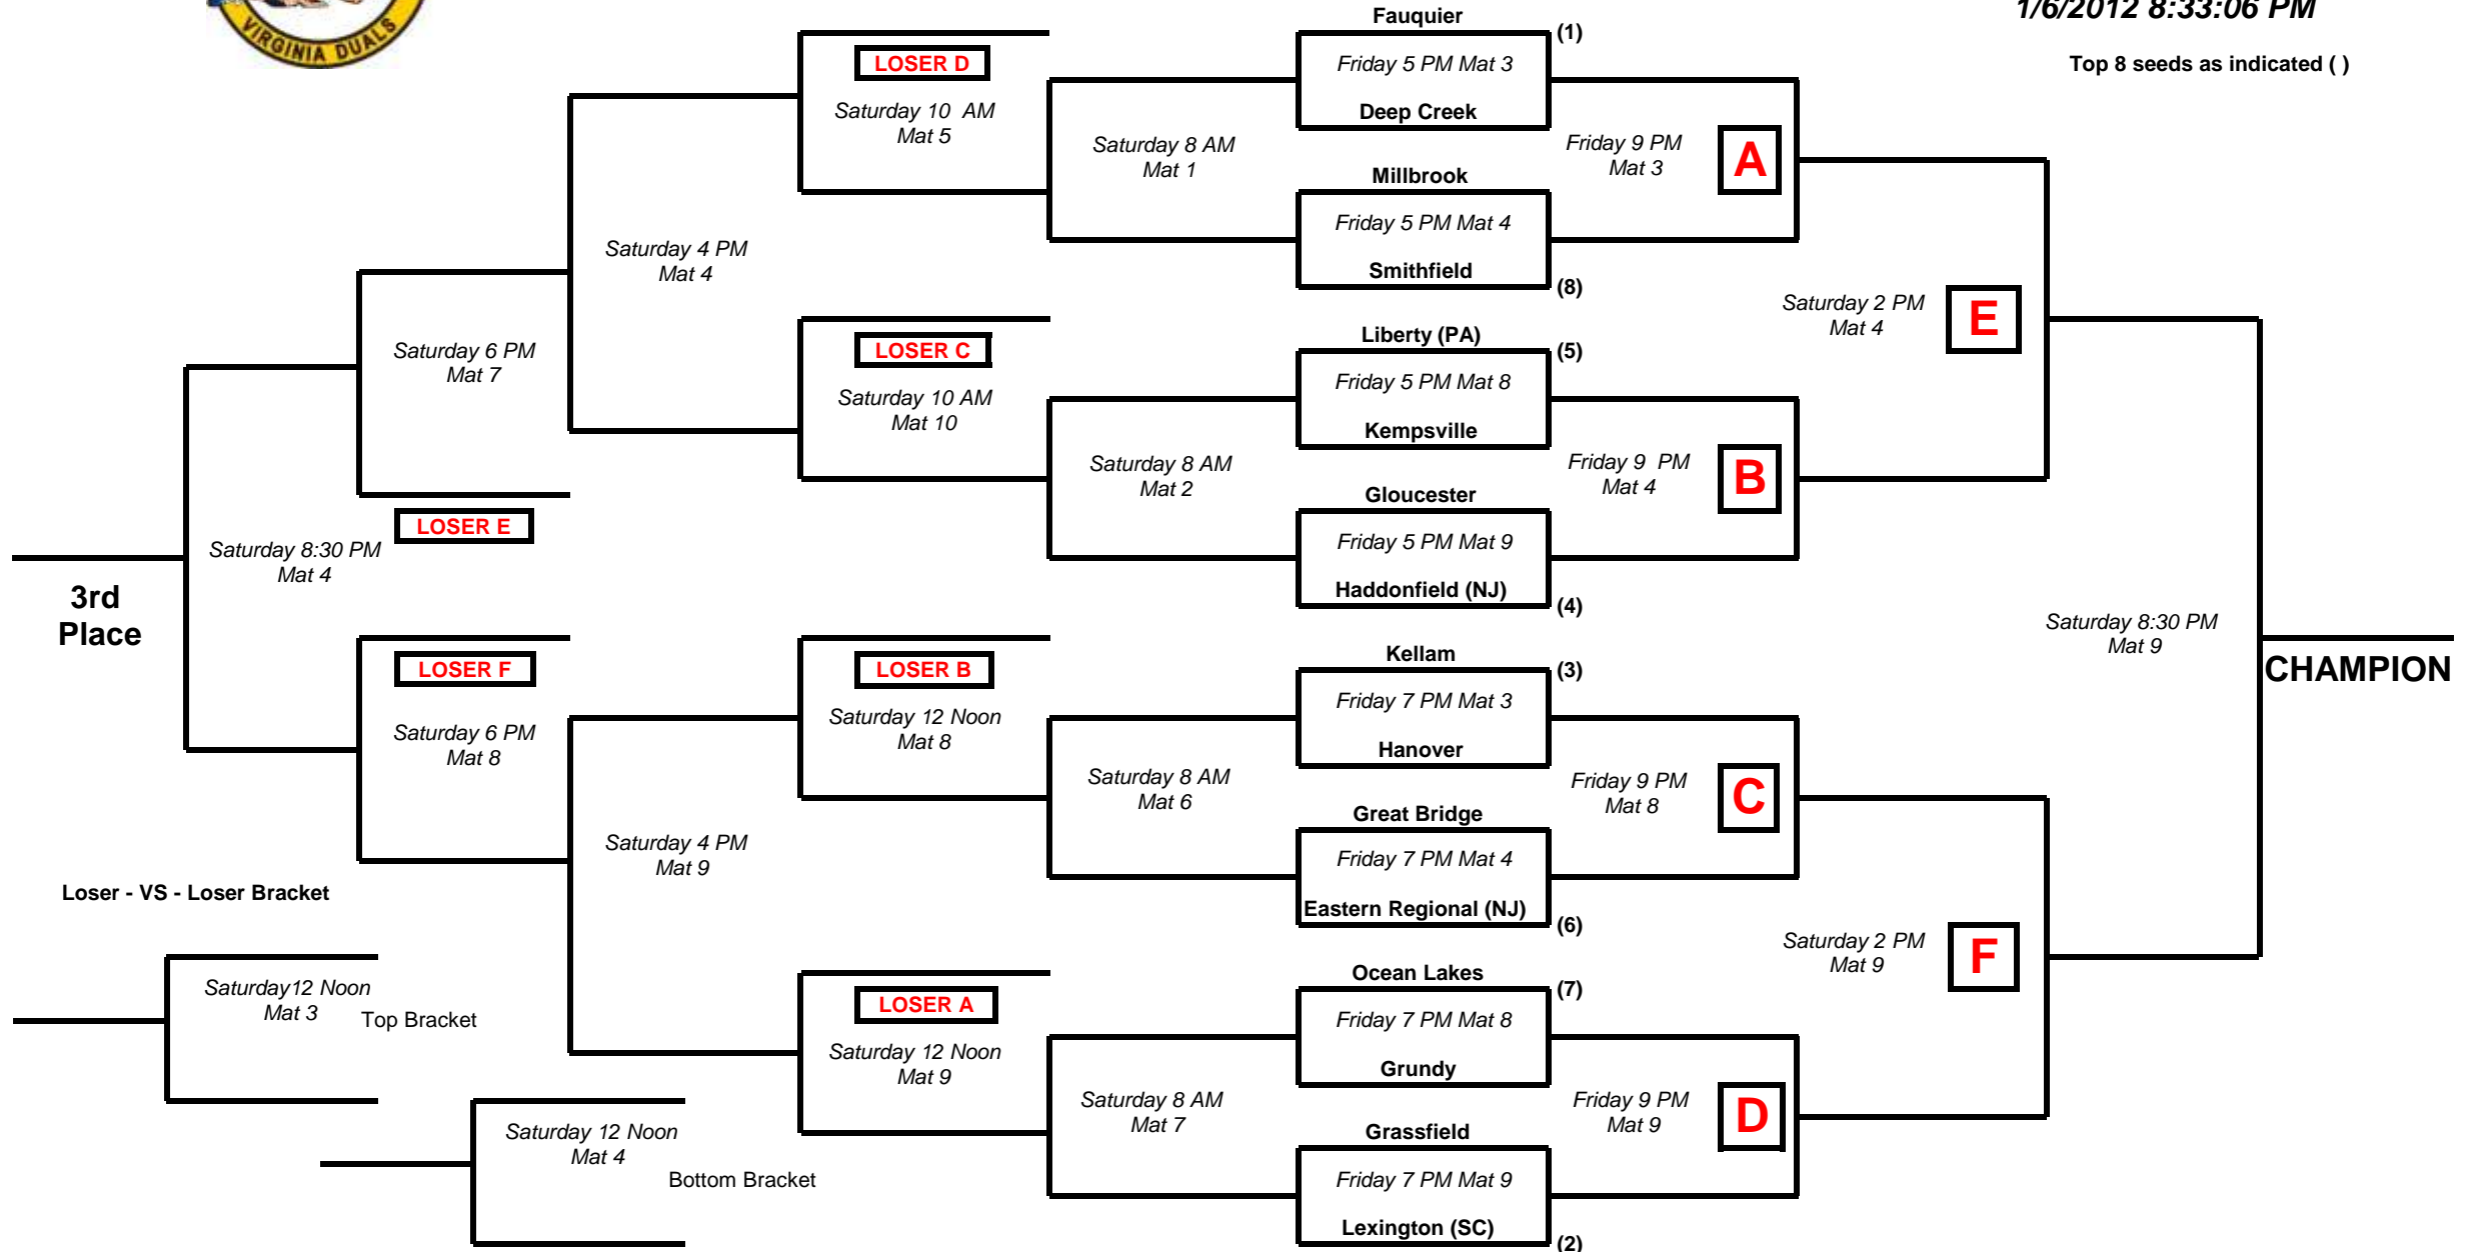 VIRGINIA DUALS
1/6/2012 8:33:06 PM
Top 8 seeds as indicated ( )
Fauquier
(1)
Friday 5 PM Mat 3
Deep Creek
Millbrook
Friday 5 PM Mat 4
Smithfield
(8)
Liberty (PA)
(5)
Friday 5 PM Mat 8
Kempsville
Gloucester
Friday 5 PM Mat 9
Haddonfield (NJ)
(4)
Kellam
(3)
Friday 7 PM Mat 3
Hanover
Great Bridge
Friday 7 PM Mat 4
Eastern Regional (NJ)
(6)
Ocean Lakes
(7)
Friday 7 PM Mat 8
Grundy
Grassfield
Friday 7 PM Mat 9
Lexington (SC)
(2)
Friday 9 PM
Mat 3
A
Friday 9 PM
Mat 4
B
Friday 9 PM
Mat 8
C
Friday 9 PM
Mat 9
D
Saturday 2 PM
Mat 4
E
Saturday 2 PM
Mat 9
F
Saturday 8:30 PM
Mat 9
CHAMPION
Saturday 8 AM
Mat 1
Saturday 8 AM
Mat 2
Saturday 8 AM
Mat 6
Saturday 8 AM
Mat 7
LOSER D
Saturday 10 AM
Mat 5
LOSER C
Saturday 10 AM
Mat 10
LOSER B
Saturday 12 Noon
Mat 8
LOSER A
Saturday 12 Noon
Mat 9
Saturday 4 PM
Mat 4
Saturday 4 PM
Mat 9
Saturday 6 PM
Mat 7
LOSER E
LOSER F
Saturday 6 PM
Mat 8
Saturday 8:30 PM
Mat 4
3rd
Place
Loser - VS - Loser Bracket
Saturday12 Noon
Mat 3
Top Bracket
Saturday 12 Noon
Mat 4
Bottom Bracket